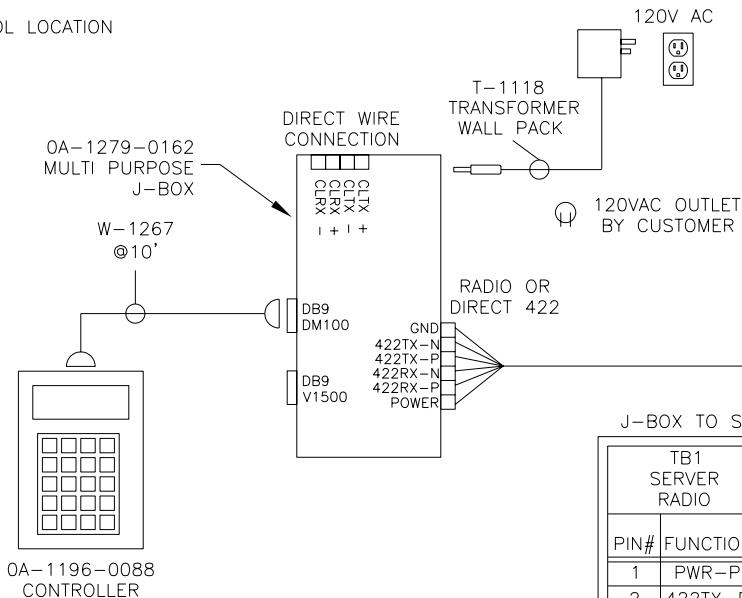 OL LOCATION
120V AC
T-1118
TRANSFORMER
WALL PACK
DIRECT WIRE
CONNECTION
0A-1279-0162
MULTI PURPOSE
J-BOX
CLRX -
CLRX +
CLTX -
CLTX +
120VAC OUTLET
BY CUSTOMER
W-1267
@10'
RADIO OR
DIRECT 422
DB9
DM100
DB9
V1500
GND
422TX-N
422TX-P
422RX-N
422RX-P
POWER
0A-1196-0088
CONTROLLER
J-BOX TO S
TB1
SERVER
RADIO
PIN# FUNCTIO
1 PWR-P